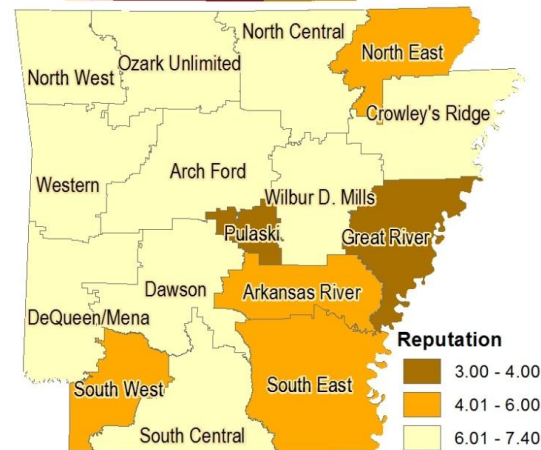 North Central
North East
Ozark Unlimited
North West
Crowley's Ridge
Arch Ford
Western
Wilbur D. Mills
Pulaski
Great River
Dawson
Arkansas River
DeQueen/Mena
Reputation
3.00 - 4.00
South West
South East
4.01 - 6.00
South Central
6.01 - 7.40